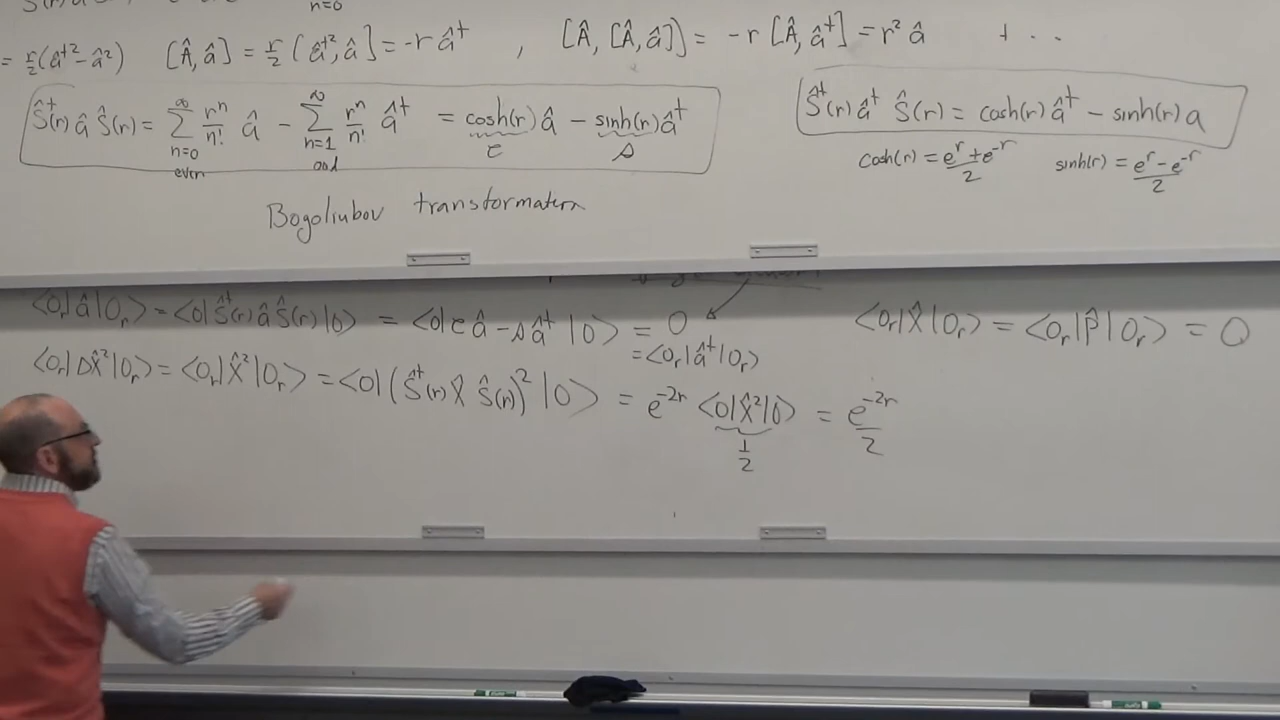 n=0
= r/2 (â†² - â²)   [Â, â] = r/2 [â†², â] = -r â†   ,   [Â, [Â, â]] = -r [Â, â†] = r² â   + ...
Ŝ†(r) â Ŝ(r) = ∑_{n=0 even}^{∞} rⁿ/n! â - ∑_{n=1 odd}^{∞} rⁿ/n! â† = cosh(r) â - sinh(r) â†
c   s
Ŝ†(r) â† Ŝ(r) = cosh(r) â† - sinh(r) a
cosh(r) = (e^r + e^{-r})/2   sinh(r) = (e^r - e^{-r})/2
Bogoliubov transformation
⟨0_r|â|0_r⟩ = ⟨0|Ŝ†(r) â Ŝ(r)|0⟩ = ⟨0|c â - s â†|0⟩ = 0   ⟨0_r|X̂|0_r⟩ = ⟨0_r|P̂|0_r⟩ = 0
= ⟨0_r|â†|0_r⟩
⟨0_r|ΔX̂²|0_r⟩ = ⟨0_r|X̂²|0_r⟩ = ⟨0|(Ŝ†(r) X̂ Ŝ(r))²|0⟩ = e^{-2r} ⟨0|X̂²|0⟩ = e^{-2r}/2
1/2